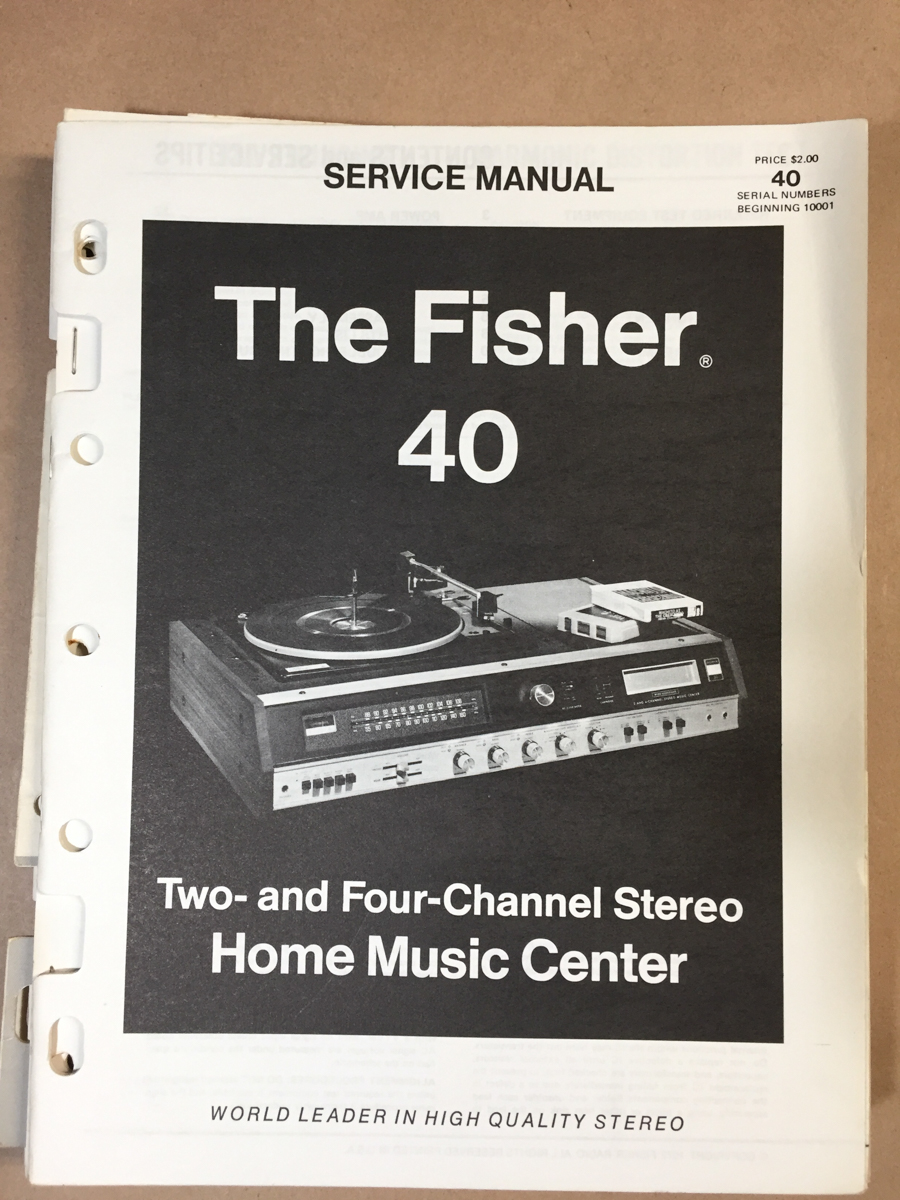 SERVICE MANUAL
PRICE $2.00
40
SERIAL NUMBERS
BEGINNING 10001
The Fisher®
40
Two- and Four-Channel Stereo
Home Music Center
WORLD LEADER IN HIGH QUALITY STEREO